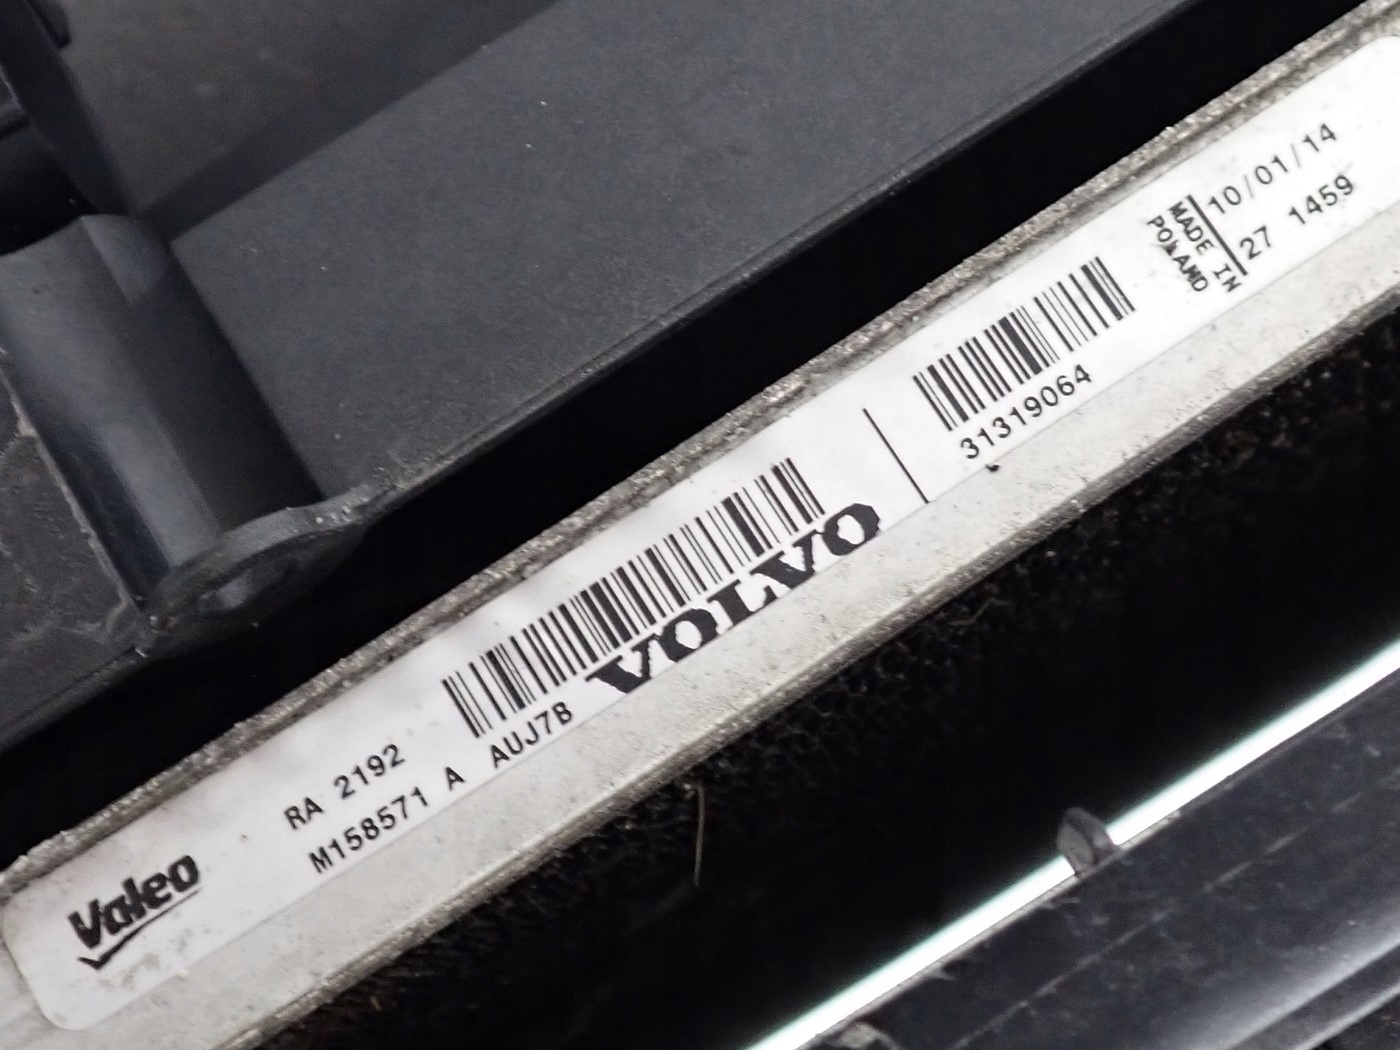 Valeo
RA 2192
M158571 A AUJ7B
VOLVO
31319064
MADE IN
POLAND
10/01/14
27 1459